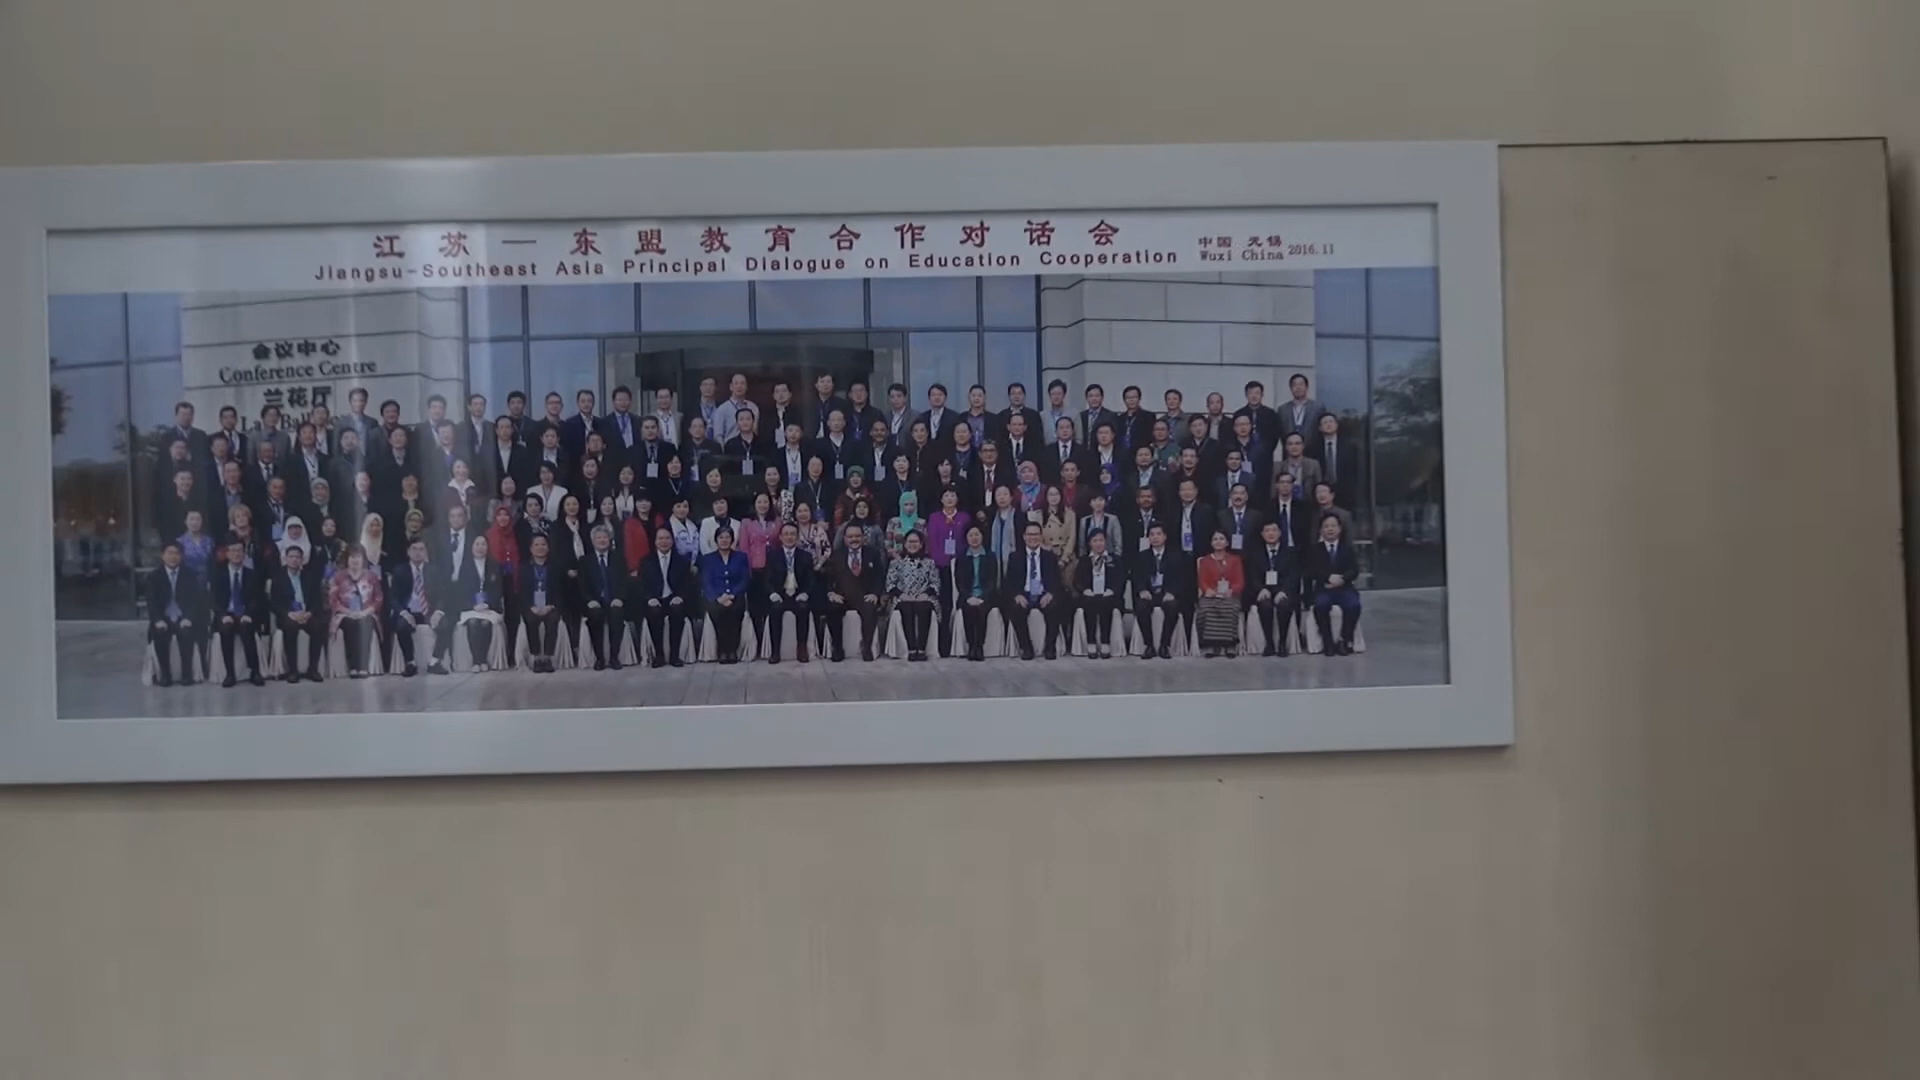 江苏—东盟教育合作对话会
Jiangsu-Southeast Asia Principal Dialogue on Education Cooperation
中国 无锡
Wuxi China 2016.11
会议中心
Conference Centre
兰花厅